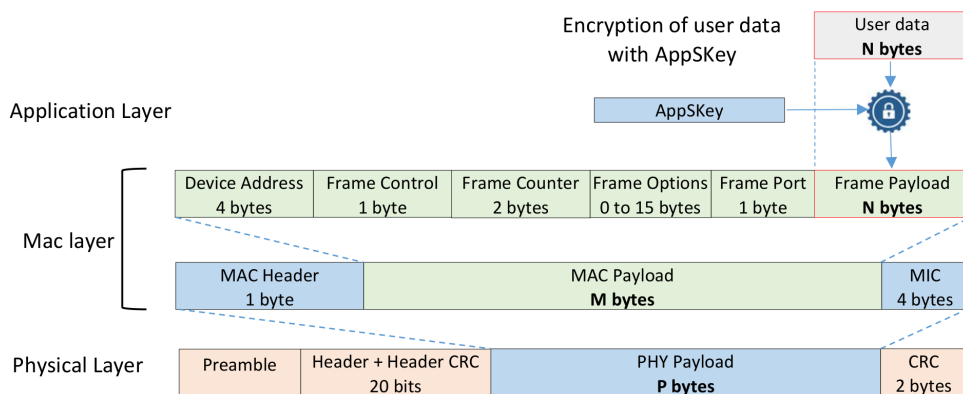 Encryption of user data
with AppSKey
User data
N bytes
Application Layer
AppSKey
Device Address
4 bytes
Frame Control
1 byte
Frame Counter
2 bytes
Frame Options
0 to 15 bytes
Frame Port
1 byte
Frame Payload
N bytes
Mac layer
MAC Header
1 byte
MAC Payload
M bytes
MIC
4 bytes
Physical Layer
Preamble
Header + Header CRC
20 bits
PHY Payload
P bytes
CRC
2 bytes